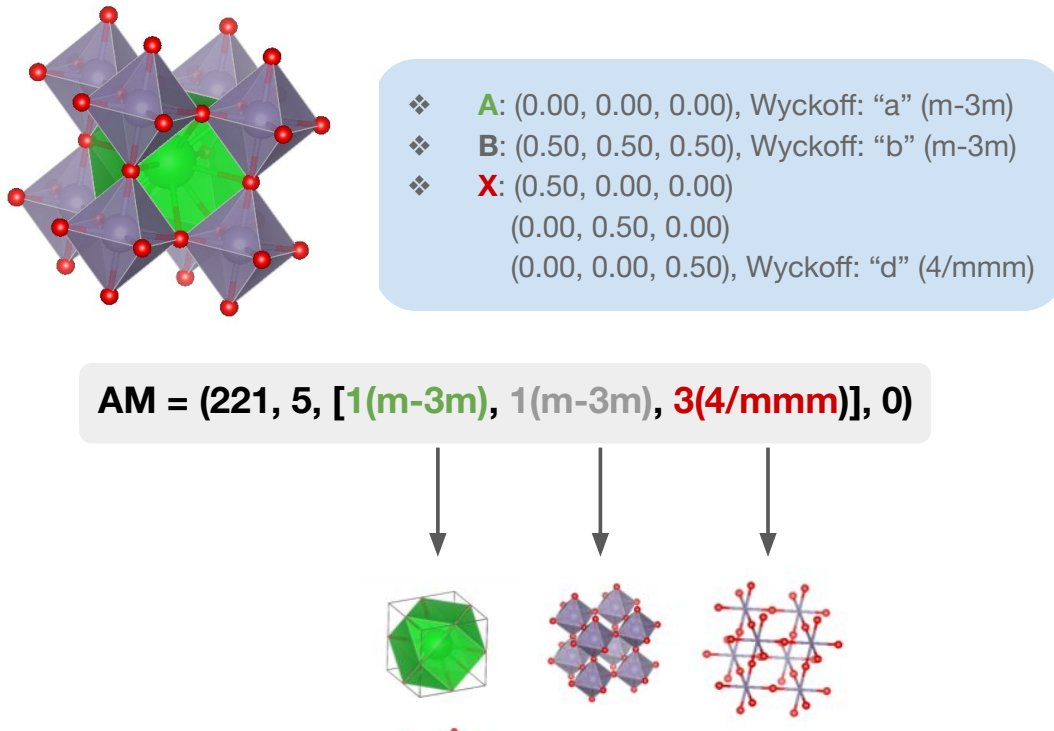 ❖ A: (0.00, 0.00, 0.00), Wyckoff: “a” (m-3m)
❖ B: (0.50, 0.50, 0.50), Wyckoff: “b” (m-3m)
❖ X: (0.50, 0.00, 0.00)
(0.00, 0.50, 0.00)
(0.00, 0.00, 0.50), Wyckoff: “d” (4/mmm)
AM = (221, 5, [1(m-3m), 1(m-3m), 3(4/mmm)], 0)